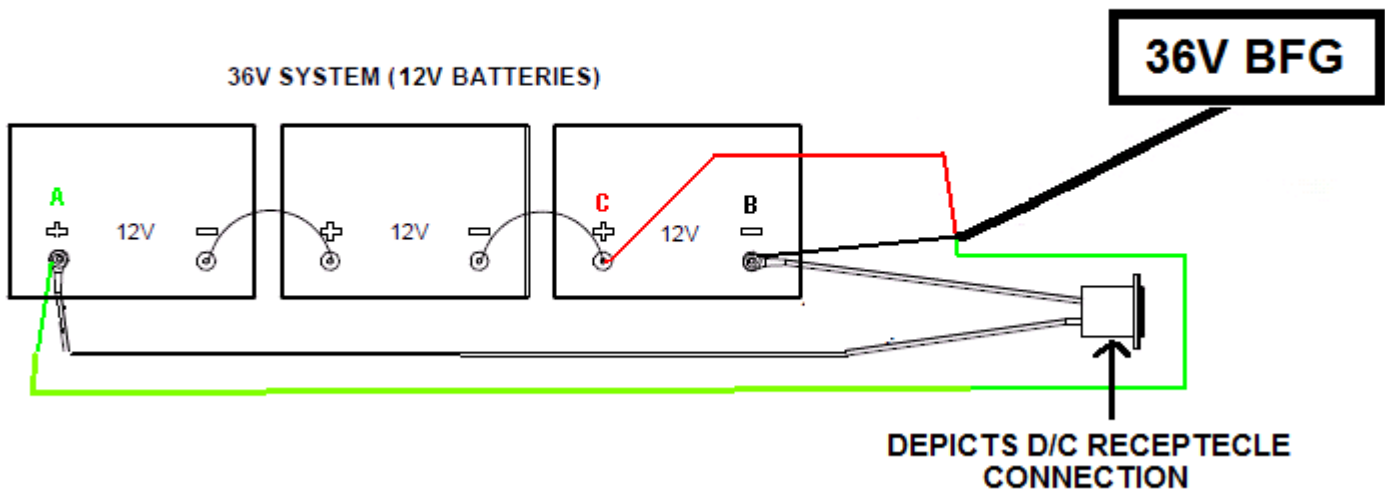 36V BFG
36V SYSTEM (12V BATTERIES)
A
C
B
+ 12V - + 12V - + 12V -
DEPICTS D/C RECEPTECLE
CONNECTION